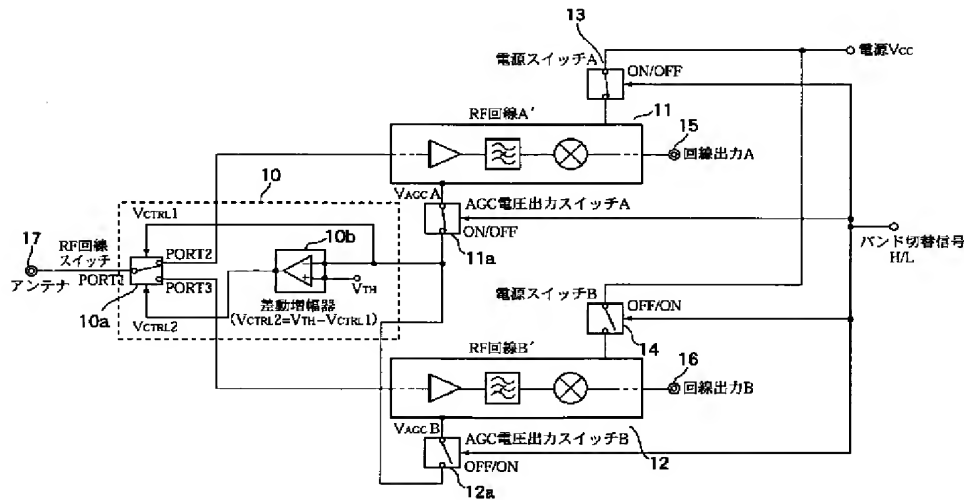 13
電源スイッチA
電源Vcc
ON/OFF
RF回線A′
11
15
回線出力A
10
VAGC A
AGC電圧出力スイッチA
ON/OFF
11a
VCTRL1
17
RF回線
スイッチ
PORT2
10b
バンド切替信号
H/L
アンテナ
PORT1
PORT3
VTH
10a
差動増幅器
(VCTRL2=VTH−VCTRL1)
VCTRL2
電源スイッチB
OFF/ON
14
RF回線B′
16
回線出力B
VAGC B
AGC電圧出力スイッチB
12
OFF/ON
12a